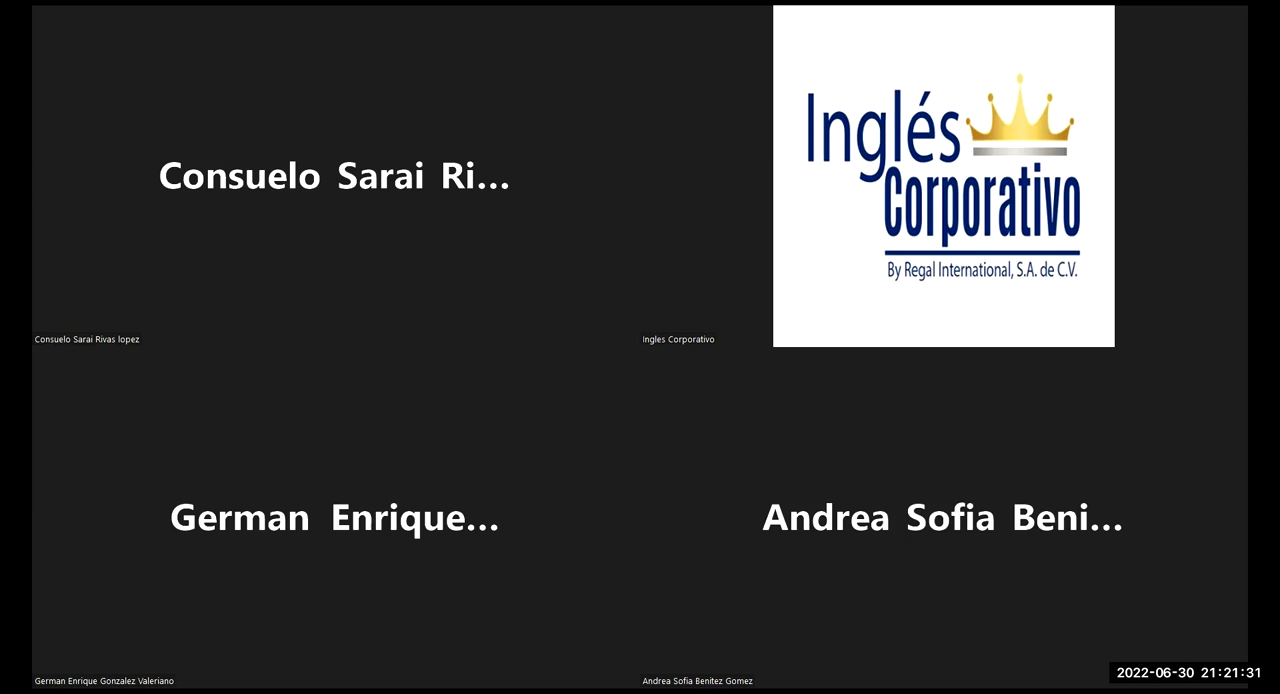 Consuelo Sarai Ri...
Consuelo Sarai Rivas lopez
Inglés
Corporativo
By Regal International, S.A. de C.V.
Ingles Corporativo
German Enrique...
German Enrique Gonzalez Valeriano
Andrea Sofia Beni...
Andrea Sofia Benitez Gomez
2022-06-30 21:21:31